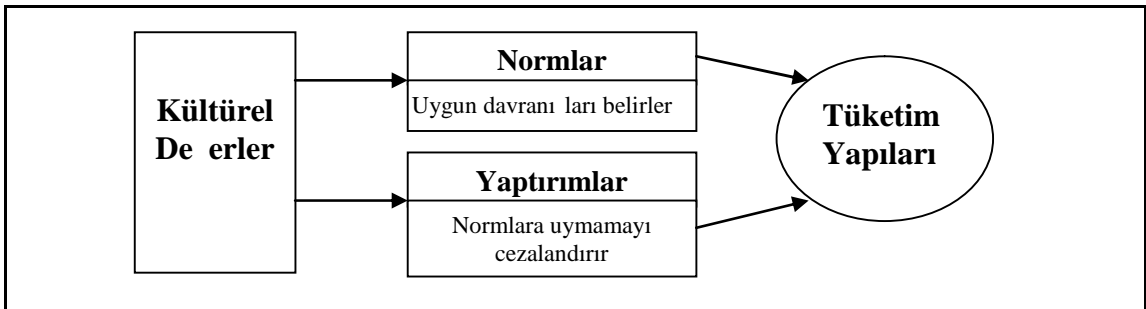 Kültürel
De erler
Normlar
Uygun davranı ları belirler
Yaptırımlar
Normlara uymamayı
cezalandırır
Tüketim
Yapıları